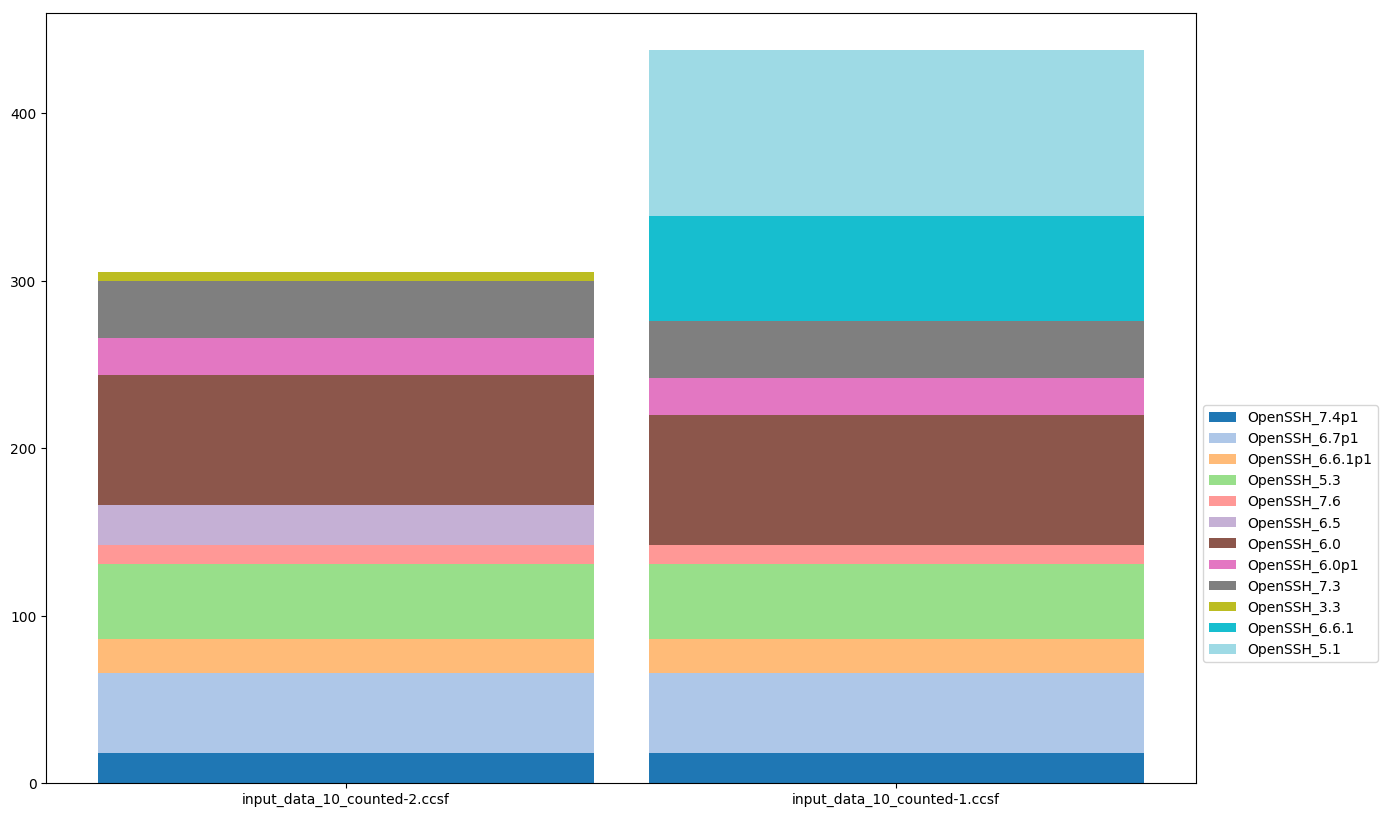 400
300
200
100
0
input_data_10_counted-2.ccsf
input_data_10_counted-1.ccsf
OpenSSH_7.4p1
OpenSSH_6.7p1
OpenSSH_6.6.1p1
OpenSSH_5.3
OpenSSH_7.6
OpenSSH_6.5
OpenSSH_6.0
OpenSSH_6.0p1
OpenSSH_7.3
OpenSSH_3.3
OpenSSH_6.6.1
OpenSSH_5.1